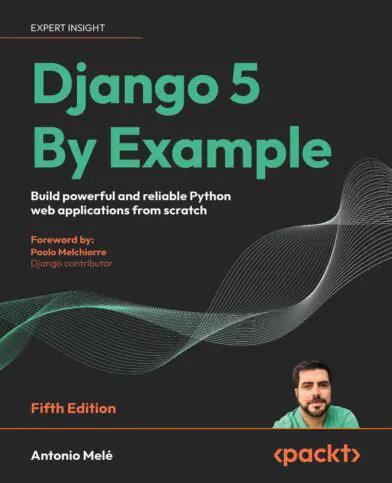 EXPERT INSIGHT
Django 5
By Example
Build powerful and reliable Python
web applications from scratch
Foreword by:
Paolo Melchiorre
Django contributor
Fifth Edition
Antonio Melé
<packt>